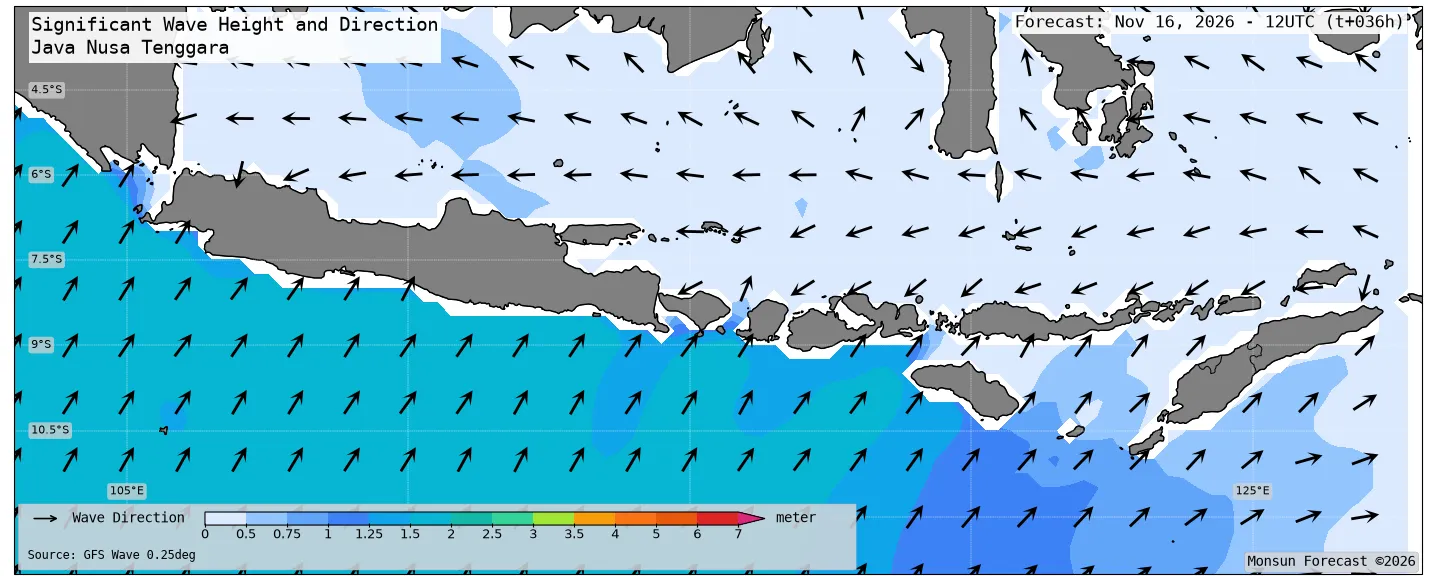 Significant Wave Height and Direction
Java Nusa Tenggara
Forecast: Nov 16, 2026 - 12UTC (t+036h)
4.5°S
6°S
7.5°S
9°S
10.5°S
105°E
125°E
Wave Direction
0 0.5 0.75 1 1.25 1.5 2 2.5 3 3.5 4 5 6 7
meter
Source: GFS Wave 0.25deg
Monsun Forecast ©2026